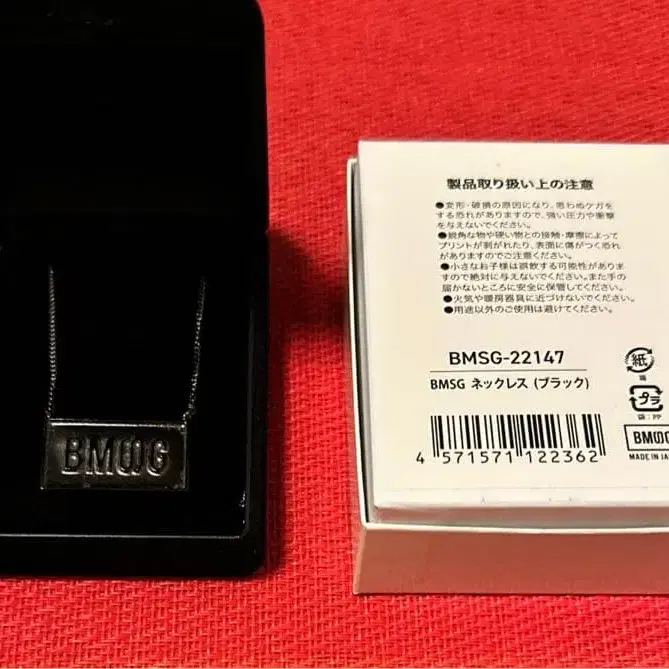 BMSG
製品取り扱い上の注意
●変形・破損の原因になり、思わぬケガを
する恐れがありますので、強い圧力や衝撃
を与えないでください。
●鋭角な物や硬い物との接触・摩擦によって
プリントが剥がれたり、表面に傷がつく恐れ
がありますのでご注意ください。
●小さなお子様は誤飲する可能性があります
ので絶対に与えないでください。また手の
届かないところに安全に保管してください。
●火気や暖房器具に近づけないでください。
●用途以外のご使用は避けてください。
BMSG-22147
BMSG ネックレス (ブラック)
4 571571 122362
紙
箱
プラ
袋:PP
BMSG
MADE IN JA